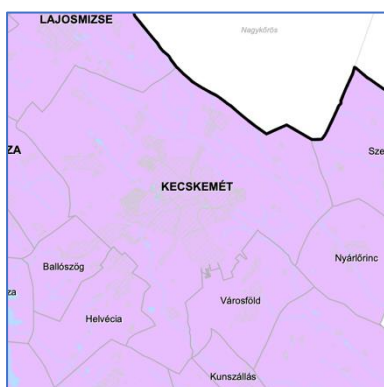 LAJOSMIZSE
Nagykőrös
ZA
Sze
KECSKEMÉT
Nyárlőrinc
Ballószög
za
Városföld
Helvécia
Kunszállás